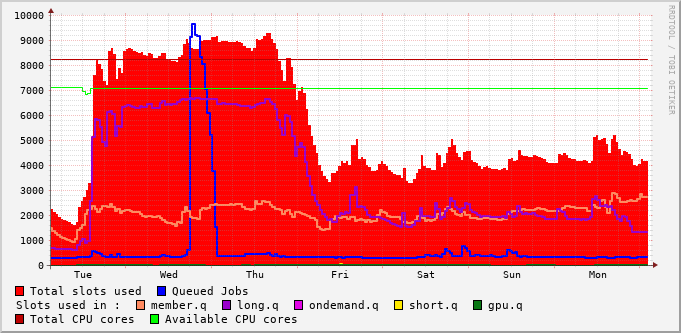 10000
9000
8000
7000
6000
5000
4000
3000
2000
1000
0
Tue Wed Thu Fri Sat Sun Mon
Total slots used Queued Jobs
Slots used in : member.q long.q ondemand.q short.q gpu.q
Total CPU cores Available CPU cores
RRDTOOL / TOBI OETIKER